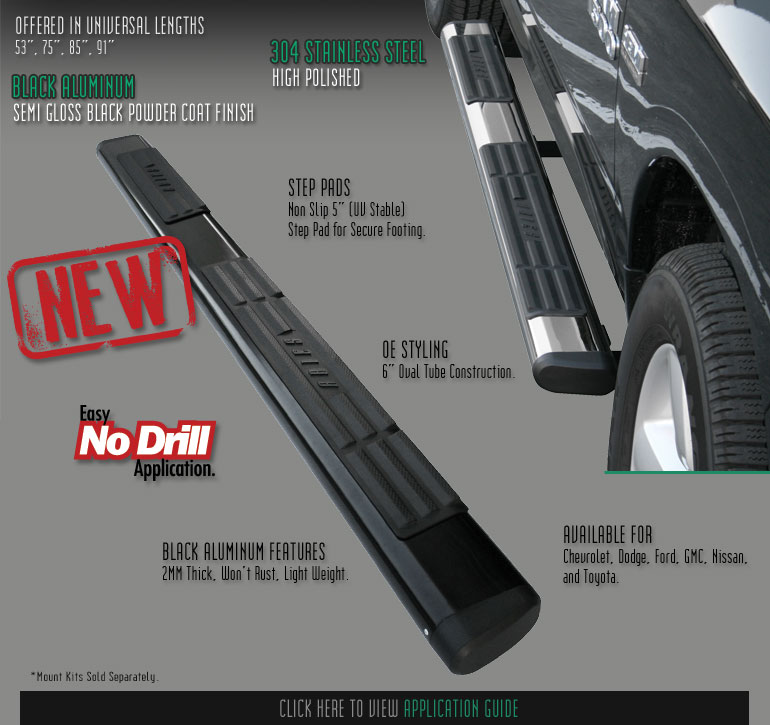 OFFERED IN UNIVERSAL LENGTHS
53", 75", 85", 91"
BLACK ALUMINUM
SEMI GLOSS BLACK POWDER COAT FINISH
304 STAINLESS STEEL
HIGH POLISHED
STEP PADS
Non Slip 5" (UV Stable)
Step Pad for Secure Footing.
NEW
OE STYLING
6" Oval Tube Construction.
Easy
No Drill
Application.
BLACK ALUMINUM FEATURES
2MM Thick, Won't Rust, Light Weight.
AVAILABLE FOR
Chevrolet, Dodge, Ford, GMC, Nissan,
and Toyota.
*Mount Kits Sold Separately.
CLICK HERE TO VIEW APPLICATION GUIDE